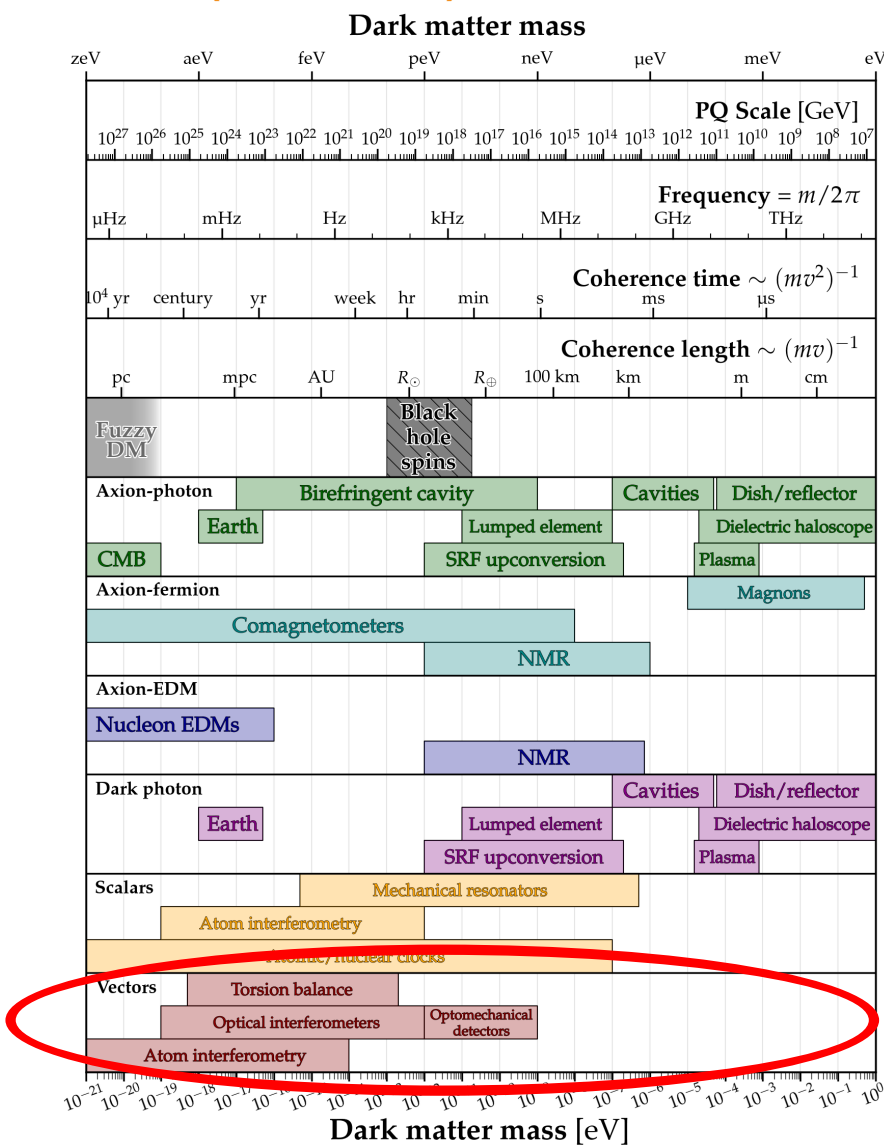 Dark matter mass
zeV aeV feV peV neV μeV meV eV
PQ Scale [GeV]
10²⁷ 10²⁶ 10²⁵ 10²⁴ 10²³ 10²² 10²¹ 10²⁰ 10¹⁹ 10¹⁸ 10¹⁷ 10¹⁶ 10¹⁵ 10¹⁴ 10¹³ 10¹² 10¹¹ 10¹⁰ 10⁹ 10⁸ 10⁷
Frequency = m/2π
μHz mHz Hz kHz MHz GHz THz
Coherence time ∼ (mv²)⁻¹
10⁴ yr century yr week hr min s ms μs
Coherence length ∼ (mv)⁻¹
pc mpc AU R☉ R⊕ 100 km km m cm
Fuzzy
DM
Black
hole
spins
Axion-photon Birefringent cavity Cavities Dish/reflector
Earth Lumped element Dielectric haloscope
CMB SRF upconversion Plasma
Axion-fermion Magnons
Comagnetometers
NMR
Axion-EDM
Nucleon EDMs
NMR
Dark photon Cavities Dish/reflector
Earth Lumped element Dielectric haloscope
SRF upconversion Plasma
Scalars Mechanical resonators
Atom interferometry
Atomic/nuclear clocks
Vectors Torsion balance
Optical interferometers Optomechanical
detectors
Atom interferometry
10⁻²¹ 10⁻²⁰ 10⁻¹⁹ 10⁻¹⁸ 10⁻¹⁷ 10⁻⁶ 10⁻⁵ 10⁻⁴ 10⁻³ 10⁻² 10⁻¹ 10⁰
Dark matter mass [eV]